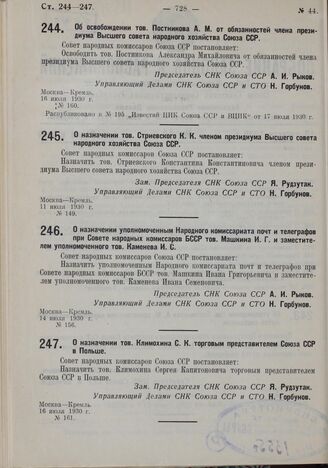 Ст. 244—247. — 728 — № 44.
244. Об освобождении тов. Постникова А. М. от обязанностей члена прези-
диума Высшего совета народного хозяйства Союза ССР.
Совет народных комиссаров Союза ССР постановляет:
Освободить тов. Постникова Александра Михайловича от обязанностей члена
президиума Высшего совета народного хозяйства Союза ССР.
Председатель СНК Союза ССР А. И. Рыков.
Управляющий Делами СНК Союза ССР и СТО Н. Горбунов.
Москва—Кремль.
16 июля 1930 г.
№ 160.
Распубликовано в № 195 „Известий ЦИК Союза ССР и ВЦИК“ от 17 июля 1930 г.
245. О назначении тов. Стриевского К. К. членом президиума Высшего совета
народного хозяйства Союза ССР.
Совет народных комиссаров Союза ССР постановляет:
Назначить тов. Стриевского Константина Константиновича членом прези-
диума Высшего совета народного хозяйства Союза ССР.
Зам. Председателя СНК Союза ССР Я. Рудзутак.
Управляющий Делами СНК Союза ССР и СТО Н. Горбунов.
Москва—Кремль.
11 июля 1930 г.
№ 149.
246. О назначении уполномоченным Народного комиссариата почт и телеграфов
при Совете народных комиссаров БССР тов. Машкина И. Г. и заместите-
лем уполномоченного тов. Каменева И. С.
Совет народных комиссаров Союза ССР постановляет:
Назначить уполномоченным Народного комиссариата почт и телеграфов при
Совете народных комиссаров БССР тов. Машкина Ивана Григорьевича и заместителем
уполномоченного тов. Каменева Ивана Семеновича.
Председатель СНК Союза ССР А. И. Рыков.
Управляющий Делами СНК Союза ССР и СТО Н. Горбунов.
Москва—Кремль.
14 июля 1930 г.
№ 156.
247. О назначении тов. Климохина С. К. торговым представителем Союза ССР
в Польше.
Совет народных комиссаров Союза ССР постановляет:
Назначить тов. Климохина Сергея Капитоновича торговым представителем
Союза ССР в Польше.
Зам. Председателя СНК Союза ССР Я. Рудзутак.
Управляющий Делами СНК Союза ССР и СТО Н. Горбунов.
Москва—Кремль.
16 июля 1930 г.
№ 161.